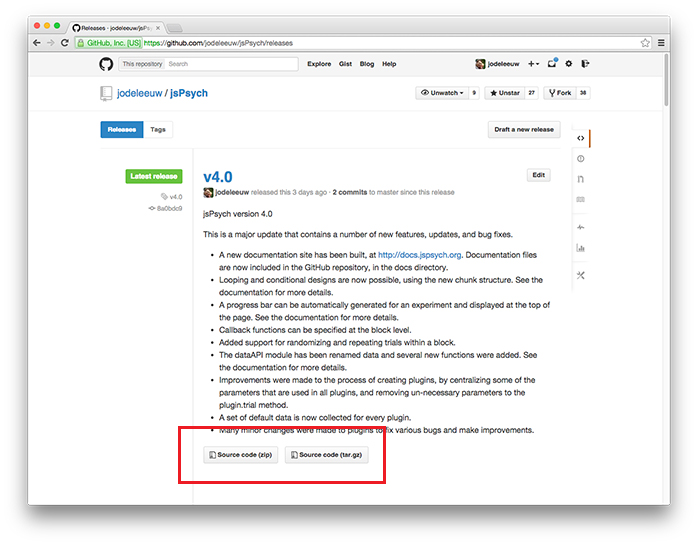 Releases · jodeleeuw/jsPsych
GitHub, Inc. [US] https://github.com/jodeleeuw/jsPsych/releases
This repository Search Explore Gist Blog Help jodeleeuw
jodeleeuw / jsPsych Unwatch 9 Unstar 27 Fork 38
Releases Tags Draft a new release
Latest release v4.0 Edit
v4.0 jodeleeuw released this 3 days ago · 2 commits to master since this release
8a0bdc9
jsPsych version 4.0
This is a major update that contains a number of new features, updates, and bug fixes.
• A new documentation site has been built, at http://docs.jspsych.org. Documentation files
are now included in the GitHub repository, in the docs directory.
• Looping and conditional designs are now possible, using the new chunk structure. See the
documentation for more details.
• A progress bar can be automatically generated for an experiment and displayed at the top of
the page. See the documentation for more details.
• Callback functions can be specified at the block level.
• Added support for randomizing and repeating trials within a block.
• The dataAPI module has been renamed data and several new functions were added. See
the documentation for more details.
• Improvements were made to the process of creating plugins, by centralizing some of the
parameters that are used in all plugins, and removing un-necessary parameters to the
plugin.trial method.
• A set of default data is now collected for every plugin.
• Many minor changes were made to plugins to fix various bugs and make improvements.
Source code (zip) Source code (tar.gz)